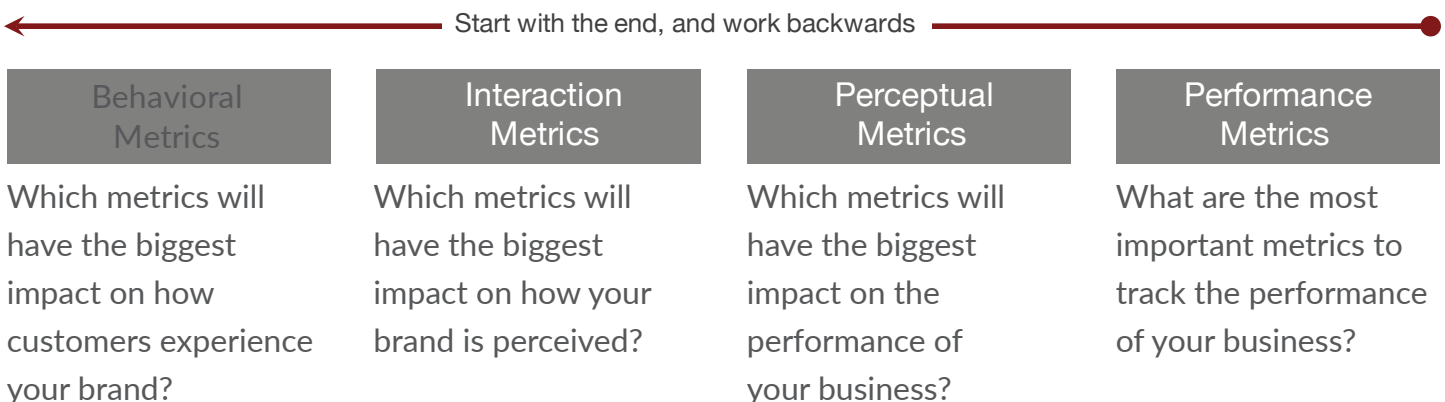 Start with the end, and work backwards
Behavioral
Metrics
Which metrics will
have the biggest
impact on how
customers experience
your brand?
Interaction
Metrics
Which metrics will
have the biggest
impact on how your
brand is perceived?
Perceptual
Metrics
Which metrics will
have the biggest
impact on the
performance of
your business?
Performance
Metrics
What are the most
important metrics to
track the performance
of your business?